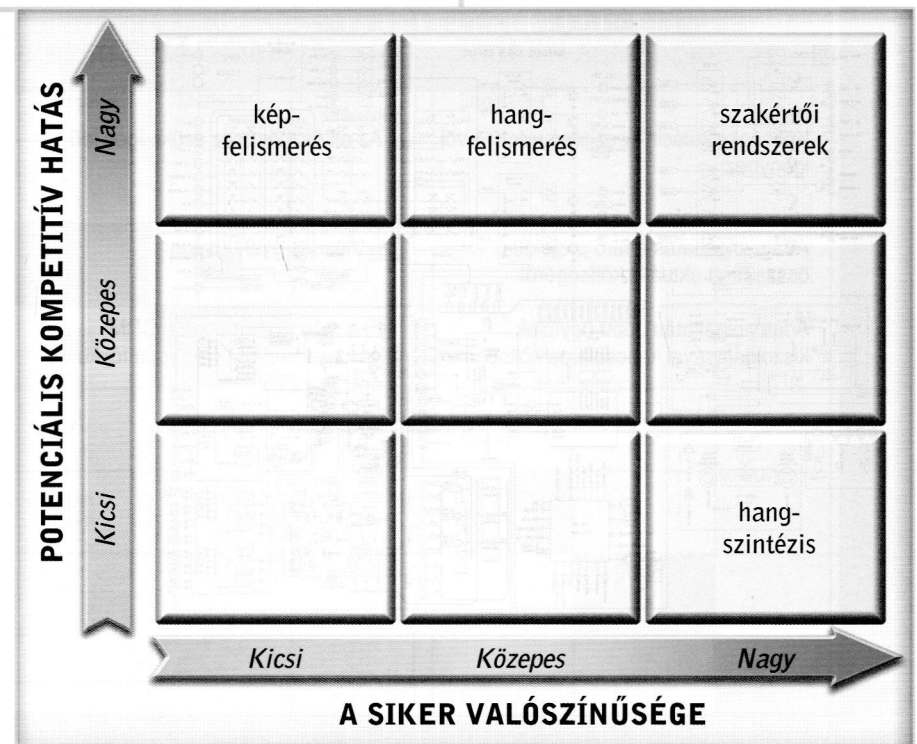 POTENCIÁLIS KOMPETITÍV HATÁS
Nagy
Közepes
Kicsi
kép-
felismerés
hang-
felismerés
szakértői
rendszerek
hang-
szintézis
Kicsi
Közepes
Nagy
A SIKER VALÓSZÍNŰSÉGE